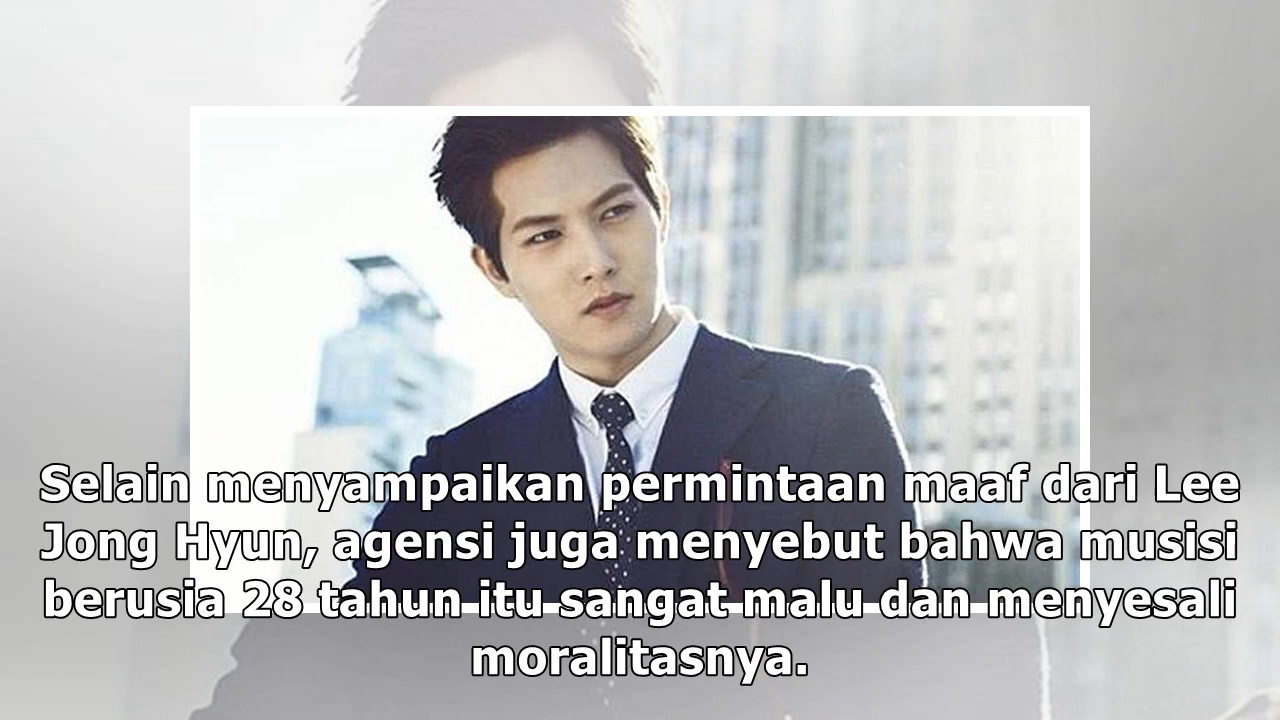 Selain menyampaikan permintaan maaf dari Lee
Jong Hyun, agensi juga menyebut bahwa musisi
berusia 28 tahun itu sangat malu dan menyesali
moralitasnya.